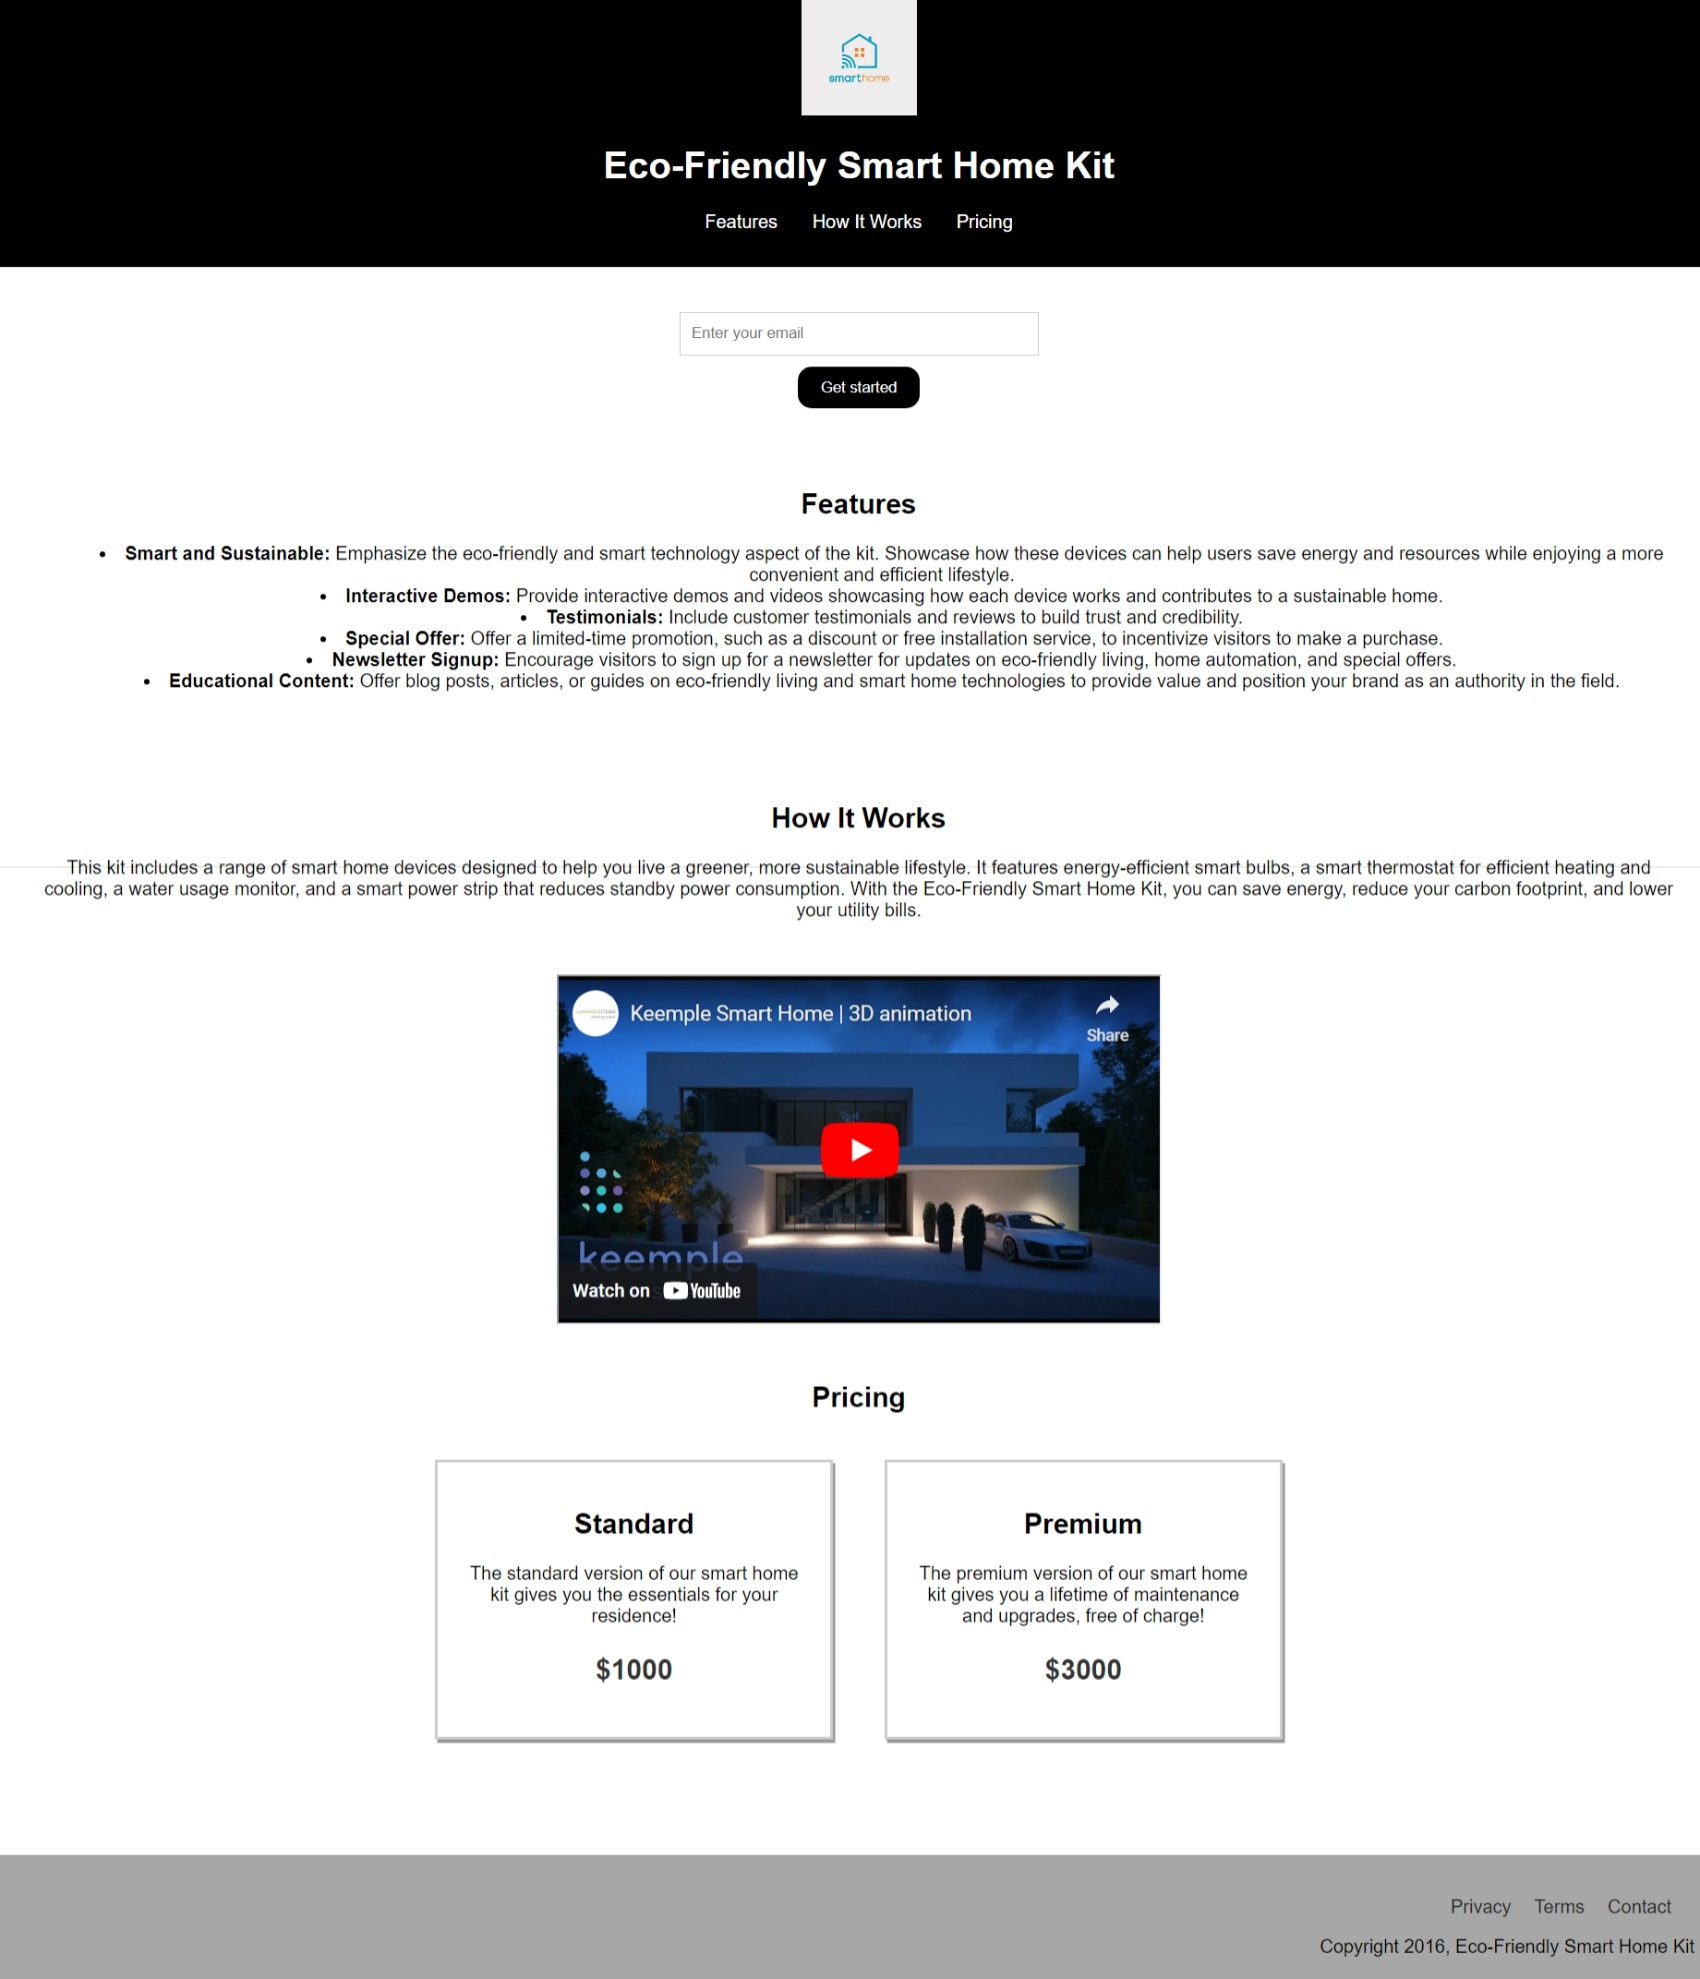 smarthome
Eco-Friendly Smart Home Kit
Features How It Works Pricing
Enter your email
Get started
Features
• Smart and Sustainable: Emphasize the eco-friendly and smart technology aspect of the kit. Showcase how these devices can help users save energy and resources while enjoying a more
convenient and efficient lifestyle.
• Interactive Demos: Provide interactive demos and videos showcasing how each device works and contributes to a sustainable home.
• Testimonials: Include customer testimonials and reviews to build trust and credibility.
• Special Offer: Offer a limited-time promotion, such as a discount or free installation service, to incentivize visitors to make a purchase.
• Newsletter Signup: Encourage visitors to sign up for a newsletter for updates on eco-friendly living, home automation, and special offers.
• Educational Content: Offer blog posts, articles, or guides on eco-friendly living and smart home technologies to provide value and position your brand as an authority in the field.
How It Works
This kit includes a range of smart home devices designed to help you live a greener, more sustainable lifestyle. It features energy-efficient smart bulbs, a smart thermostat for efficient heating and
cooling, a water usage monitor, and a smart power strip that reduces standby power consumption. With the Eco-Friendly Smart Home Kit, you can save energy, reduce your carbon footprint, and lower
your utility bills.
Keemple Smart Home | 3D animation
Share
keemple
Watch on YouTube
Pricing
Standard
The standard version of our smart home
kit gives you the essentials for your
residence!
$1000
Premium
The premium version of our smart home
kit gives you a lifetime of maintenance
and upgrades, free of charge!
$3000
Privacy Terms Contact
Copyright 2016, Eco-Friendly Smart Home Kit